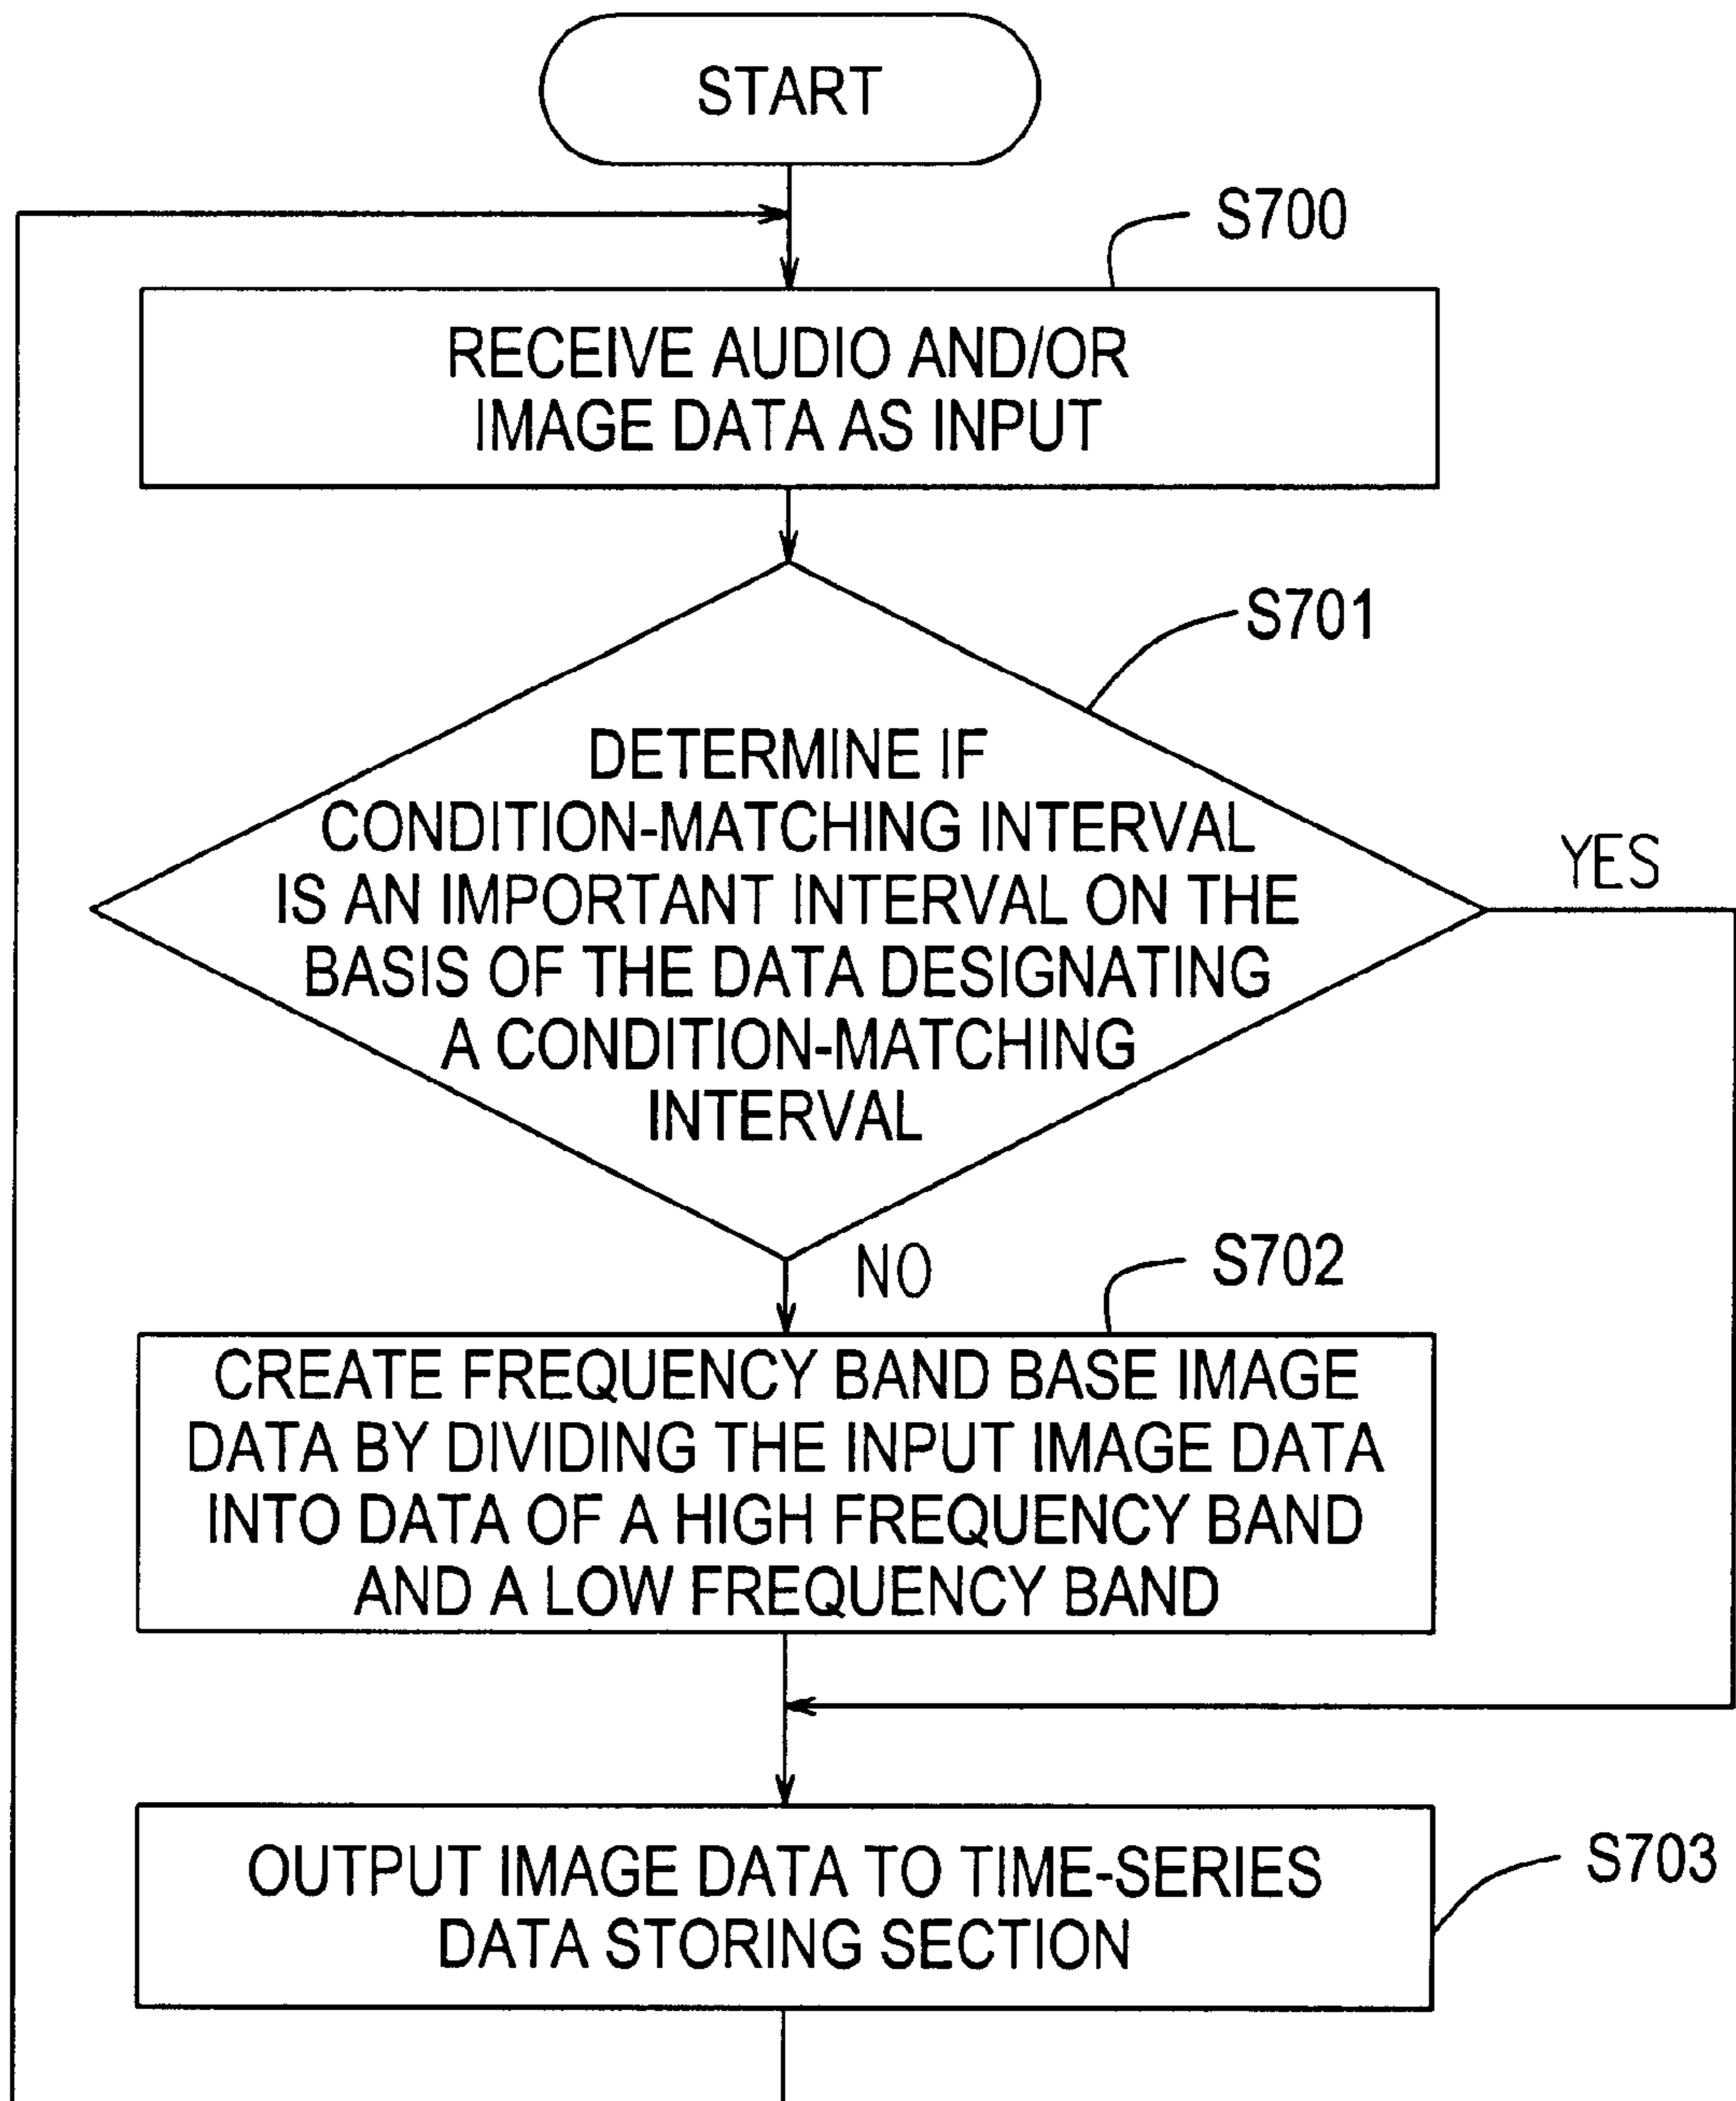 START
S700
RECEIVE AUDIO AND/OR
IMAGE DATA AS INPUT
S701
DETERMINE IF
CONDITION-MATCHING INTERVAL
IS AN IMPORTANT INTERVAL ON THE
BASIS OF THE DATA DESIGNATING
A CONDITION-MATCHING
INTERVAL
YES
NO
S702
CREATE FREQUENCY BAND BASE IMAGE
DATA BY DIVIDING THE INPUT IMAGE DATA
INTO DATA OF A HIGH FREQUENCY BAND
AND A LOW FREQUENCY BAND
OUTPUT IMAGE DATA TO TIME-SERIES
DATA STORING SECTION
S703